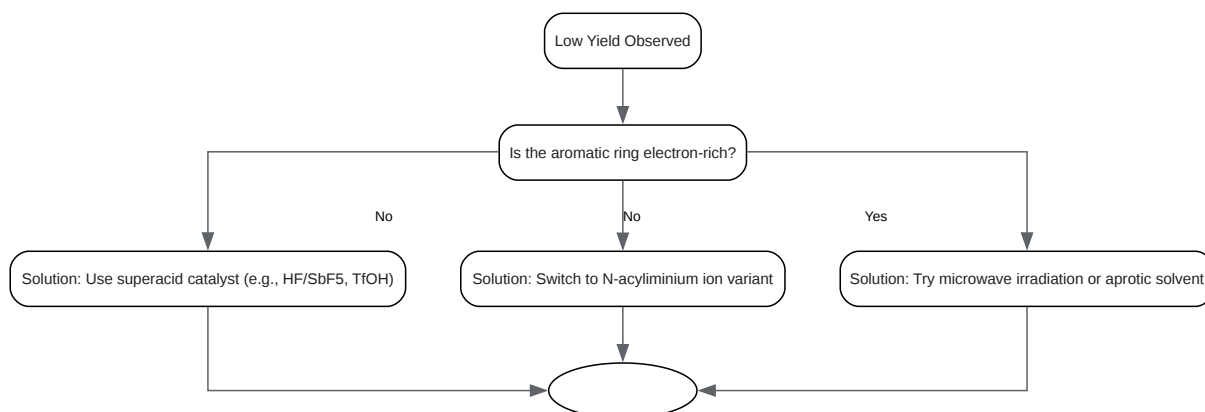 Low Yield Observed
Is the aromatic ring electron-rich?
No
No
Yes
Solution: Use superacid catalyst (e.g., HF/SbF5, TfOH)
Solution: Switch to N-acyliminium ion variant
Solution: Try microwave irradiation or aprotic solvent